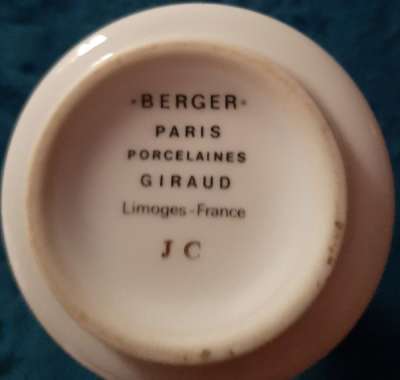 ·BERGER·
PARIS
PORCELAINES
GIRAUD
Limoges-France
J C